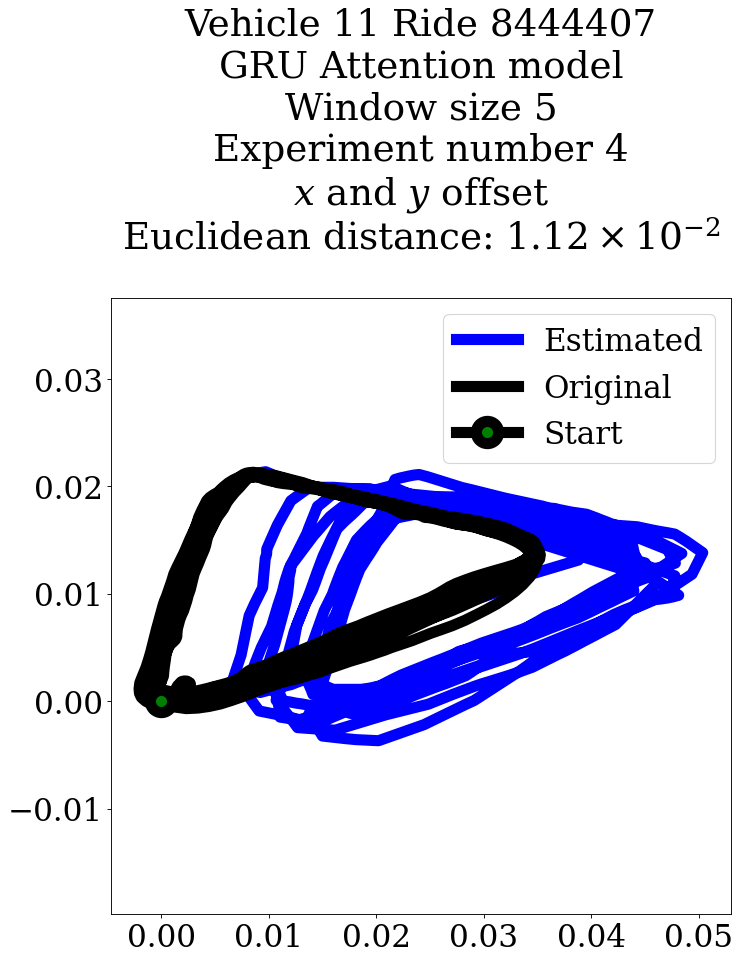 Vehicle 11 Ride 8444407
GRU Attention model
Window size 5
Experiment number 4
x and y offset
Euclidean distance: 1.12 × 10⁻²
Estimated
Original
Start
0.03
0.02
0.01
0.00
−0.01
0.00 0.01 0.02 0.03 0.04 0.05